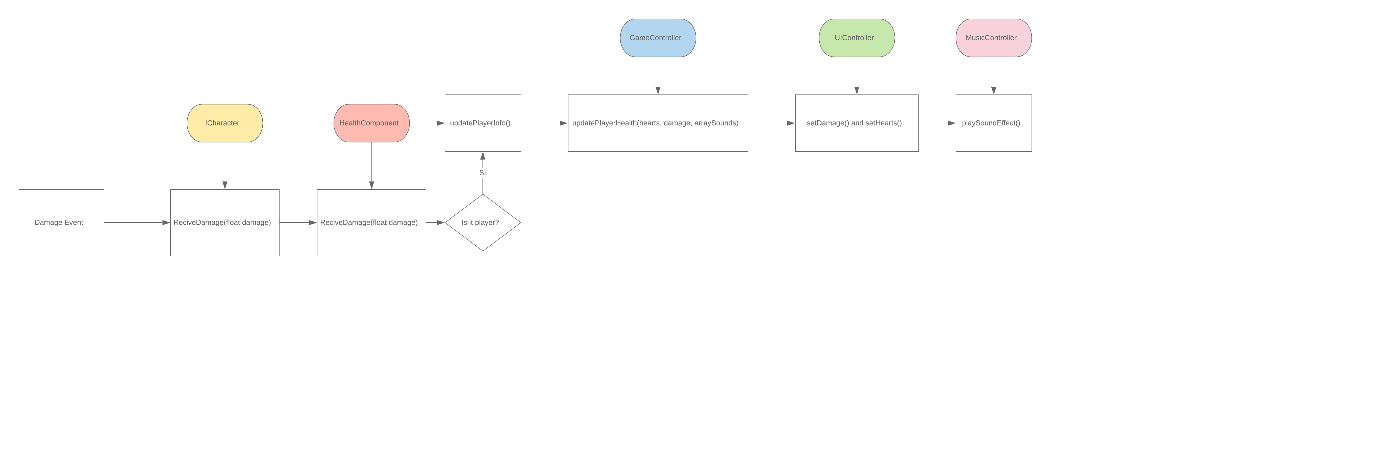 GameController
UIController
MusicController
ICharacter
HealthComponent
updatePlayerInfo()
updatePlayerHealth(hearts, damage, arraySounds)
setDamage() and setHearts()
playSoundEffect()
SI
Damage Event
ReciveDamage(float damage)
ReciveDamage(float damage)
Is it player?